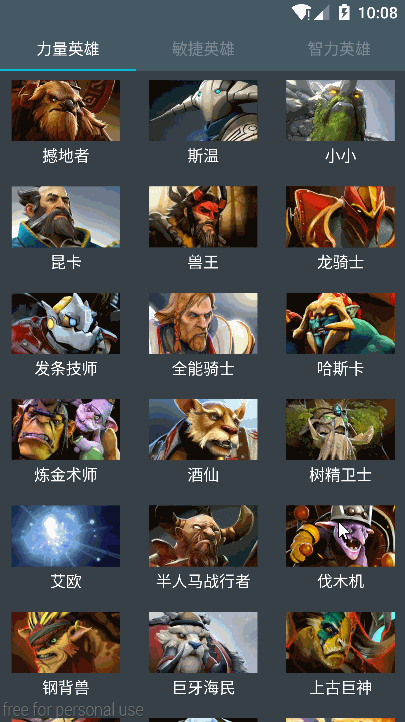 10:08
力量英雄 敏捷英雄 智力英雄
撼地者 斯温 小小
昆卡 兽王 龙骑士
发条技师 全能骑士 哈斯卡
炼金术师 酒仙 树精卫士
艾欧 半人马战行者 伐木机
钢背兽 巨牙海民 上古巨神
free for personal use